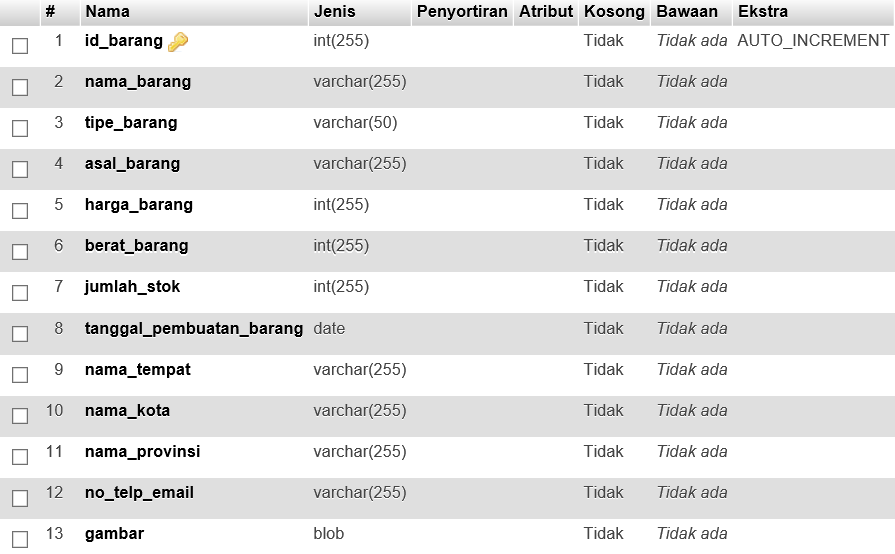 # Nama Jenis Penyortiran Atribut Kosong Bawaan Ekstra
1 id_barang int(255) Tidak Tidak ada AUTO_INCREMENT
2 nama_barang varchar(255) Tidak Tidak ada
3 tipe_barang varchar(50) Tidak Tidak ada
4 asal_barang varchar(255) Tidak Tidak ada
5 harga_barang int(255) Tidak Tidak ada
6 berat_barang int(255) Tidak Tidak ada
7 jumlah_stok int(255) Tidak Tidak ada
8 tanggal_pembuatan_barang date Tidak Tidak ada
9 nama_tempat varchar(255) Tidak Tidak ada
10 nama_kota varchar(255) Tidak Tidak ada
11 nama_provinsi varchar(255) Tidak Tidak ada
12 no_telp_email varchar(255) Tidak Tidak ada
13 gambar blob Tidak Tidak ada